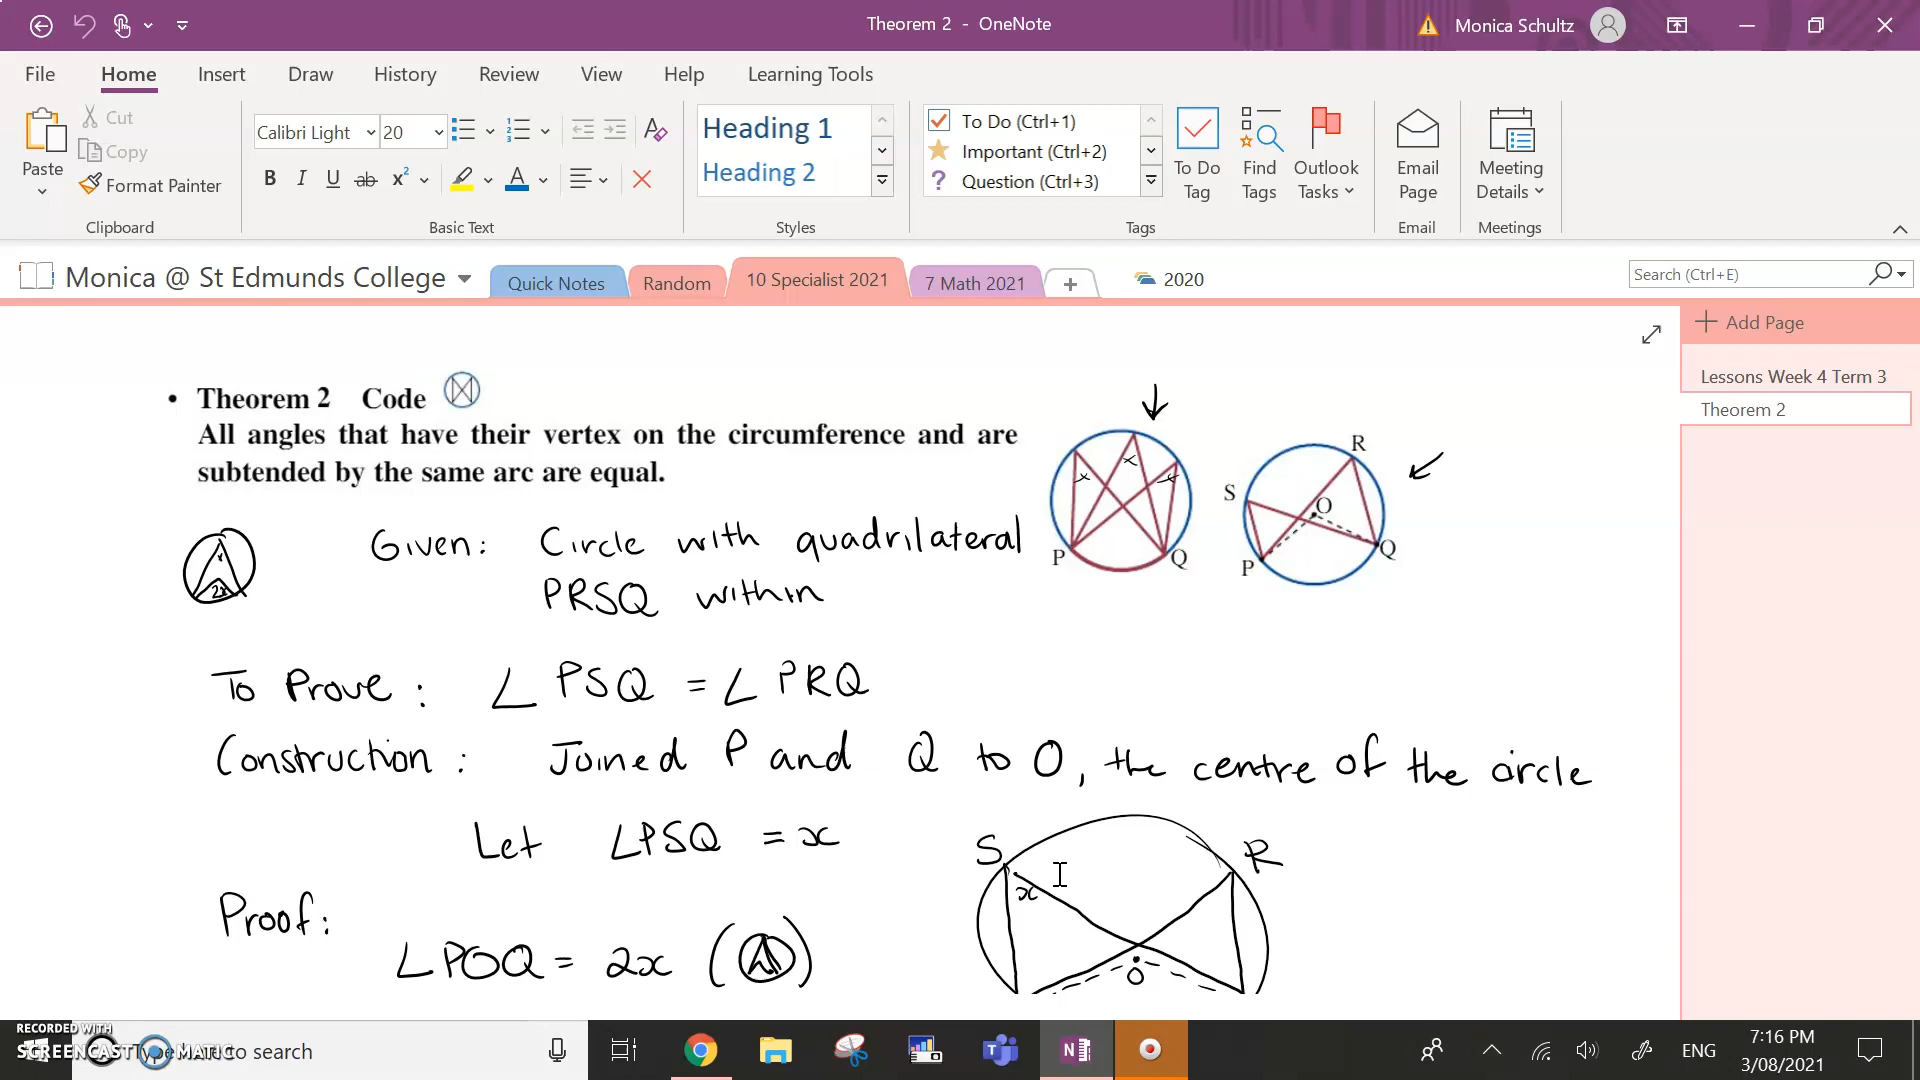 Theorem 2 - OneNote
Monica Schultz
File Home Insert Draw History Review View Help Learning Tools
Paste
Cut
Copy
Format Painter
Clipboard
Calibri Light 20
B I U ab x² A
Basic Text
Heading 1
Heading 2
Styles
To Do (Ctrl+1)
Important (Ctrl+2)
? Question (Ctrl+3)
To Do
Tag
Find
Tags
Outlook
Tasks
Tags
Email
Page
Email
Meeting
Details
Meetings
Monica @ St Edmunds College
Quick Notes
Random
10 Specialist 2021
7 Math 2021
+
2020
Search (Ctrl+E)
Add Page
Lessons Week 4 Term 3
Theorem 2
• Theorem 2 Code
All angles that have their vertex on the circumference and are
subtended by the same arc are equal.
x x x
P Q
R
S
O
P Q
x
2x
Given: Circle with quadrilateral
PRSQ within
To Prove: ∠PSQ = ∠PRQ
Construction: Joined P and Q to O, the centre of the circle
Let ∠PSQ = x
Proof:
∠POQ = 2x ( )
S R
x
O
RECORDED WITH
SCREENCAST MATIC
Type here to search
ENG
7:16 PM
3/08/2021